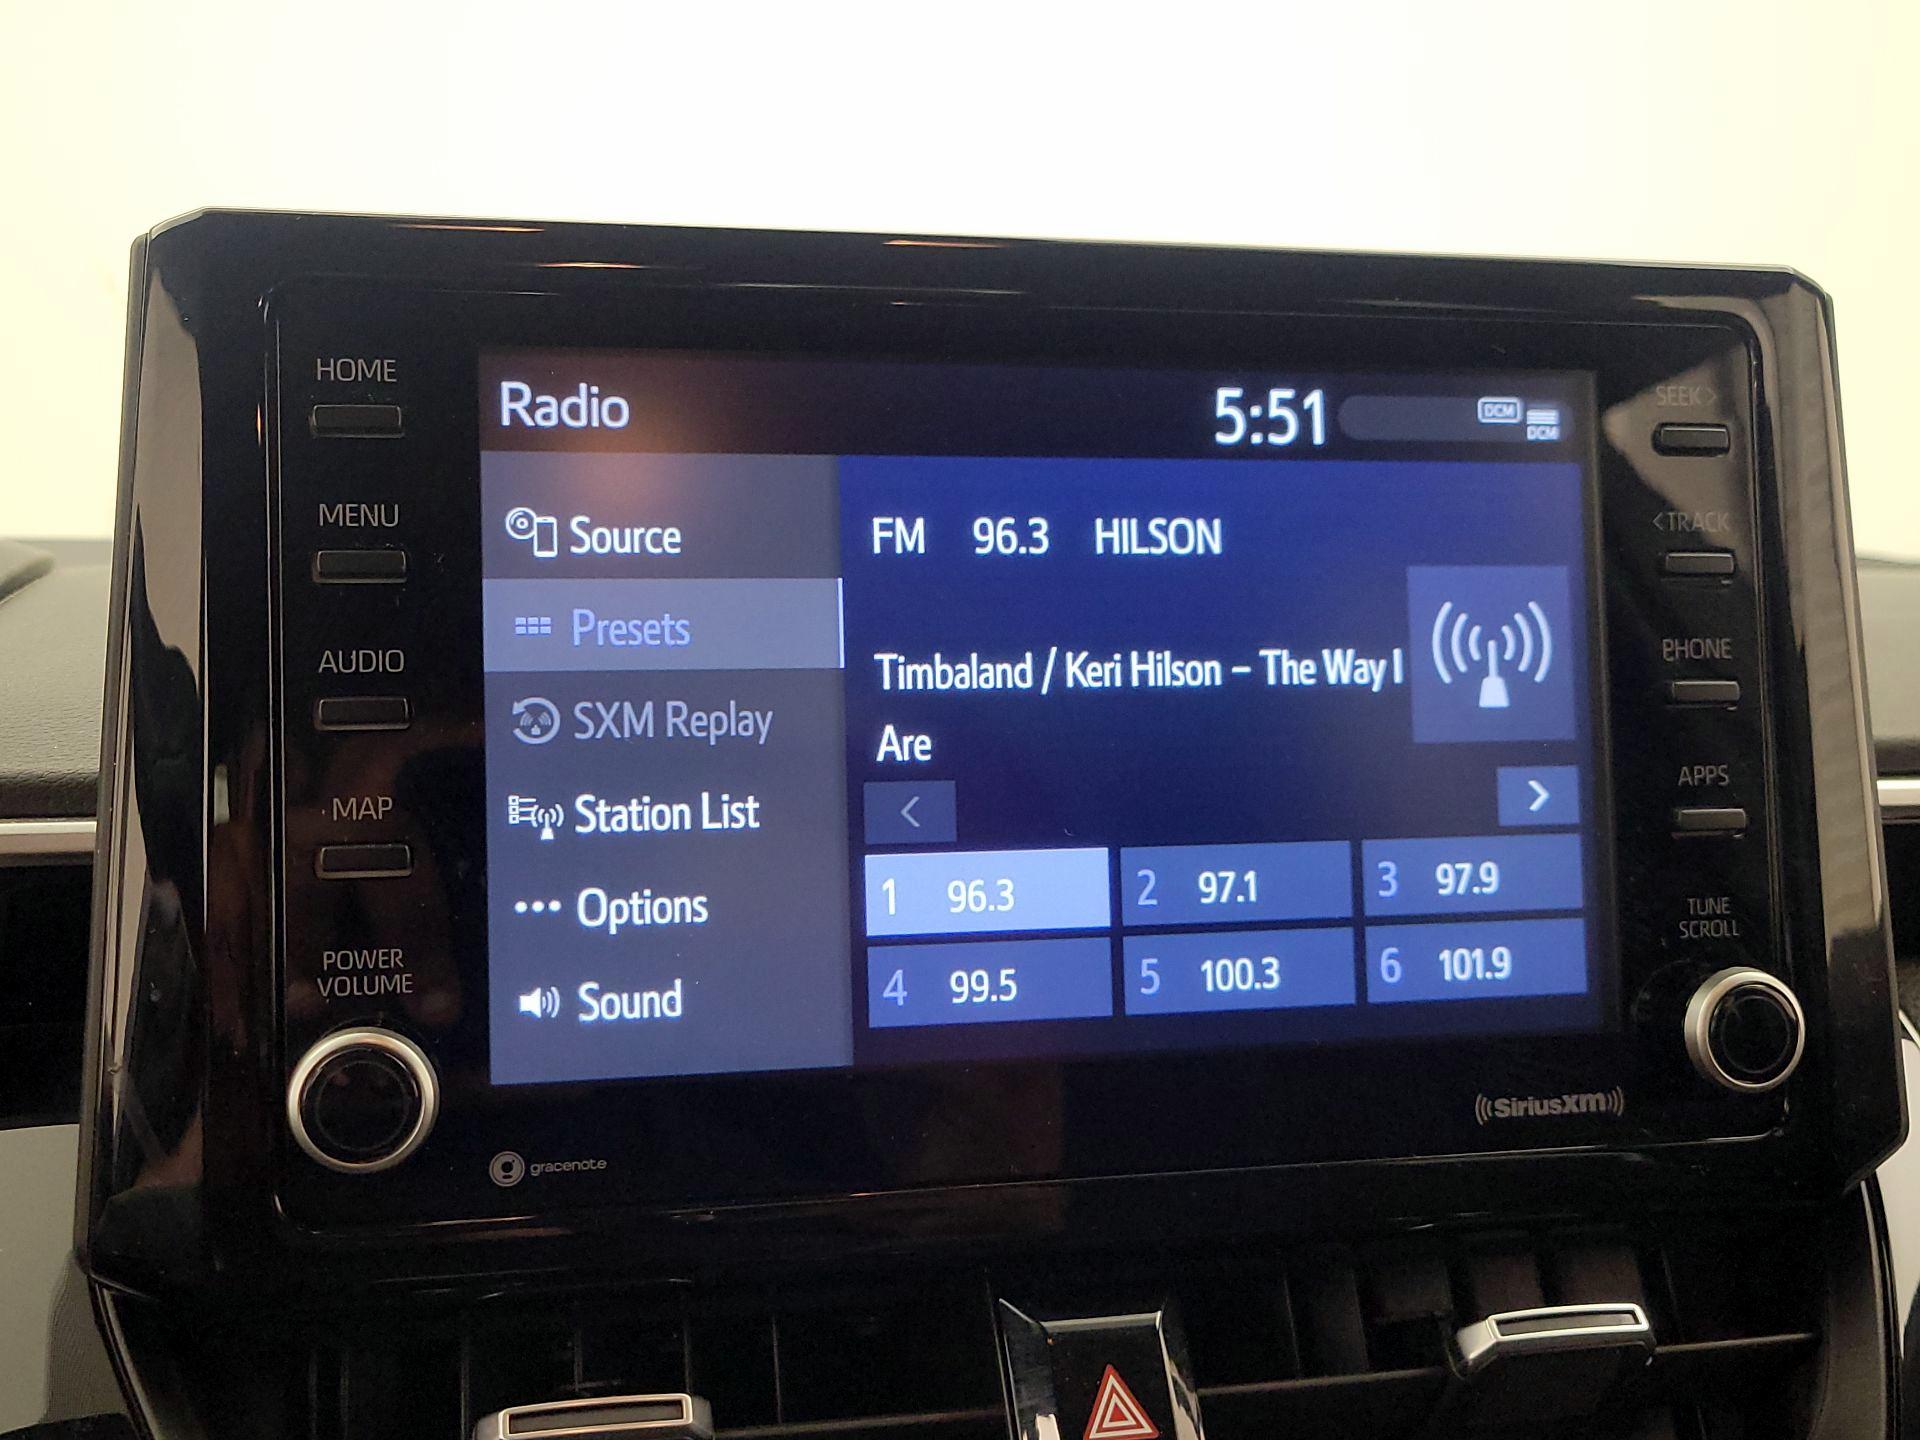 HOME
MENU
AUDIO
MAP
POWER
VOLUME
Radio
5:51
DCM
DCM
Source
Presets
SXM Replay
Station List
Options
Sound
FM 96.3 HILSON
Timbaland / Keri Hilson – The Way I
Are
<
>
1 96.3
2 97.1
3 97.9
4 99.5
5 100.3
6 101.9
SEEK >
< TRACK
PHONE
APPS
TUNE
SCROLL
gracenote
((SiriusXM))